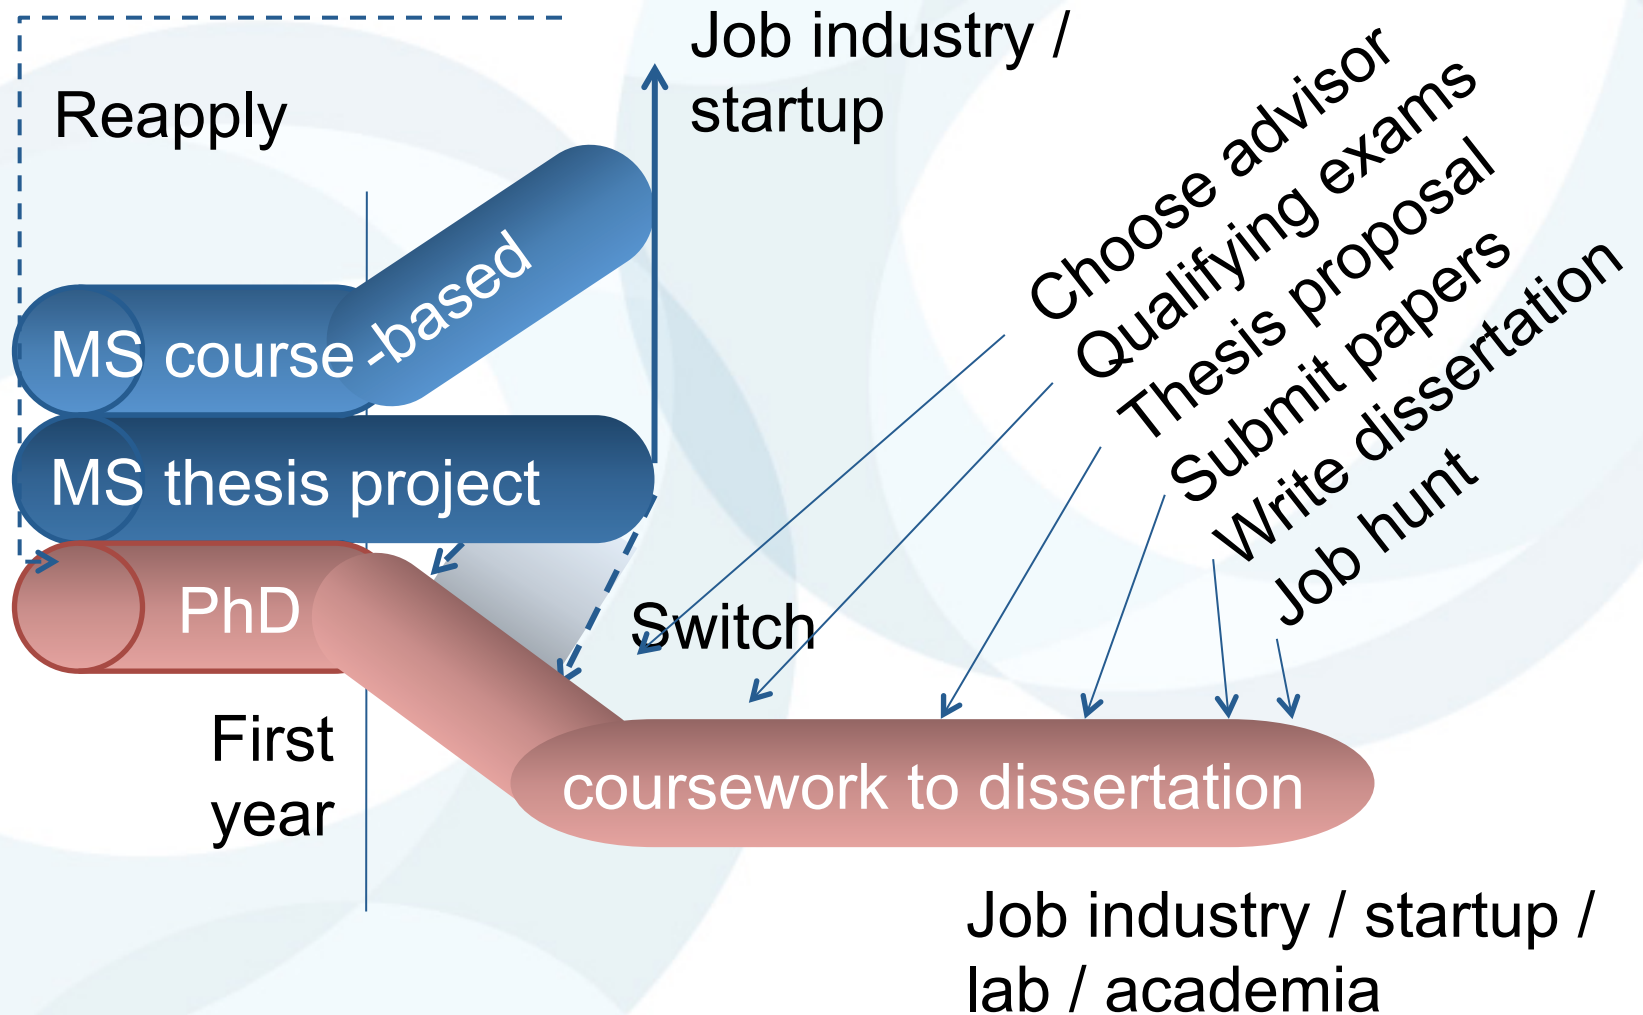 Job industry /
startup
Reapply
Choose advisor
Qualifying exams
Thesis proposal
Submit papers
Write dissertation
Job hunt
MS course -based
MS thesis project
PhD
Switch
First
year
coursework to dissertation
Job industry / startup /
lab / academia